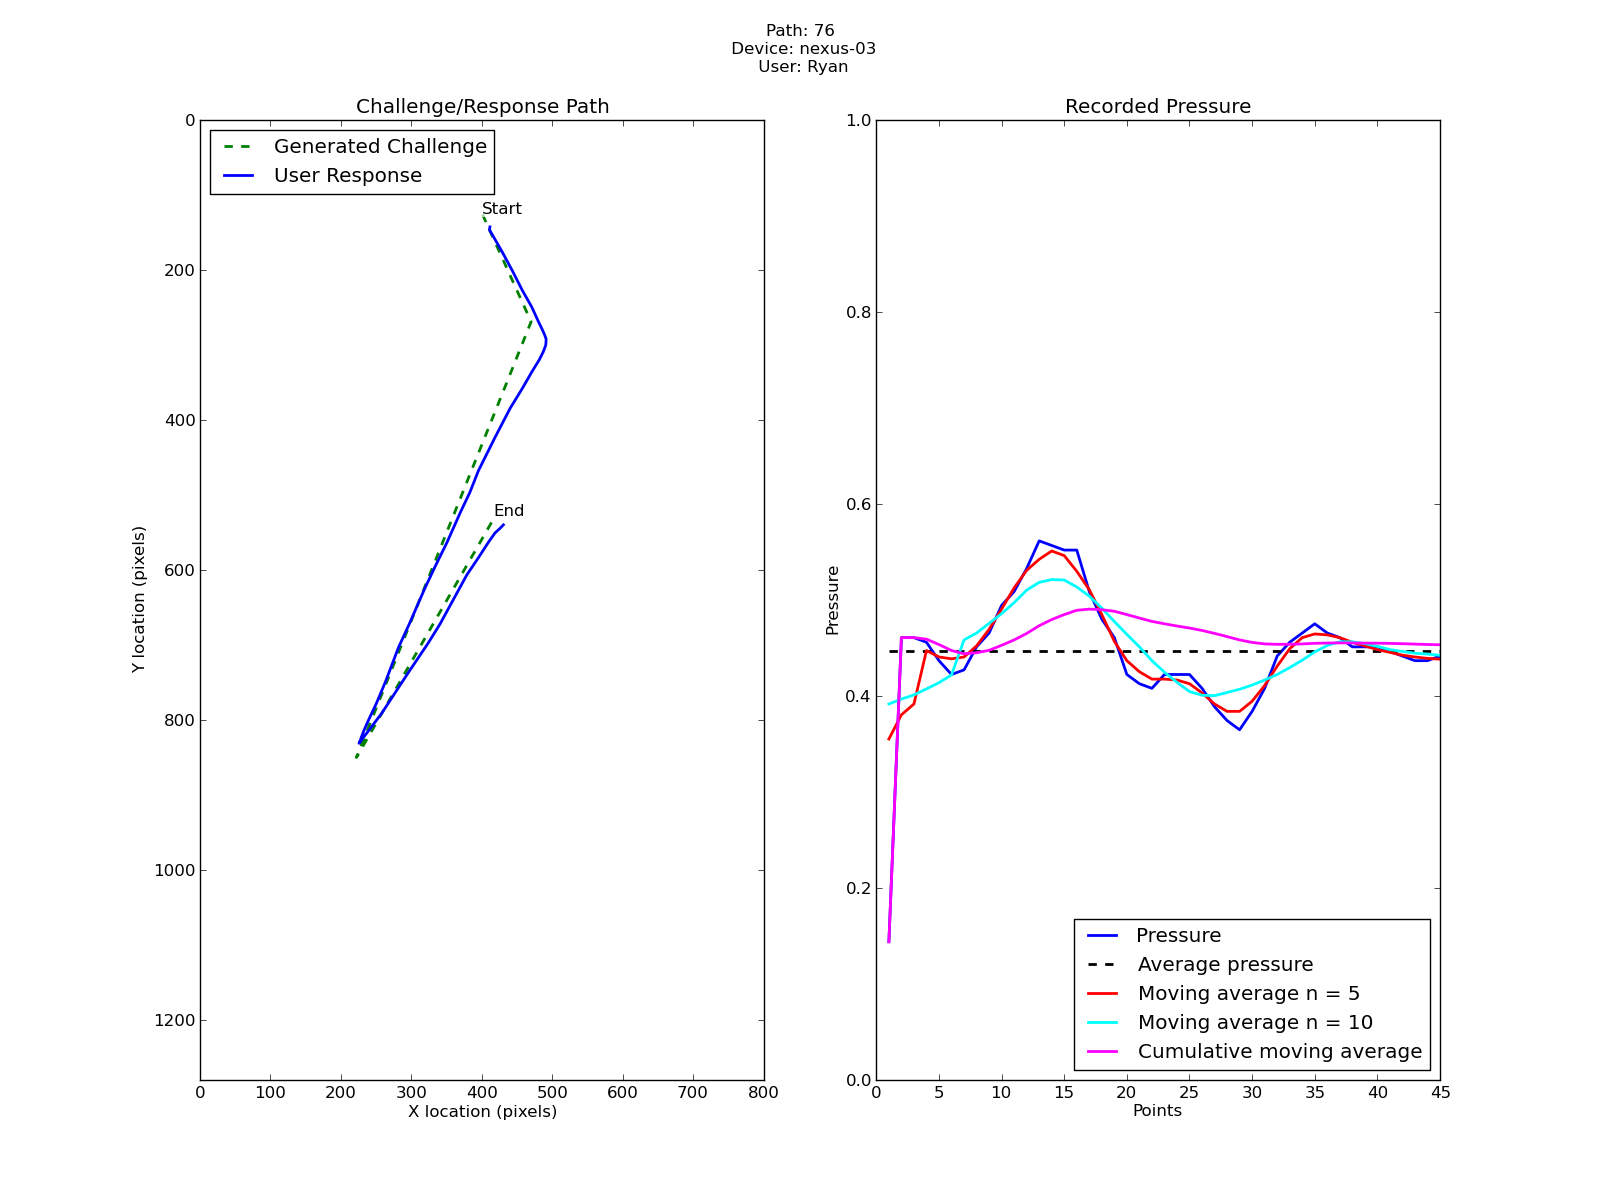 Path: 76
Device: nexus-03
User: Ryan
Challenge/Response Path
Generated Challenge
User Response
Start
End
0
200
400
600
800
1000
1200
Y location (pixels)
0 100 200 300 400 500 600 700 800
X location (pixels)
Recorded Pressure
1.0
0.8
0.6
0.4
0.2
0.0
Pressure
Pressure
Average pressure
Moving average n = 5
Moving average n = 10
Cumulative moving average
0 5 10 15 20 25 30 35 40 45
Points